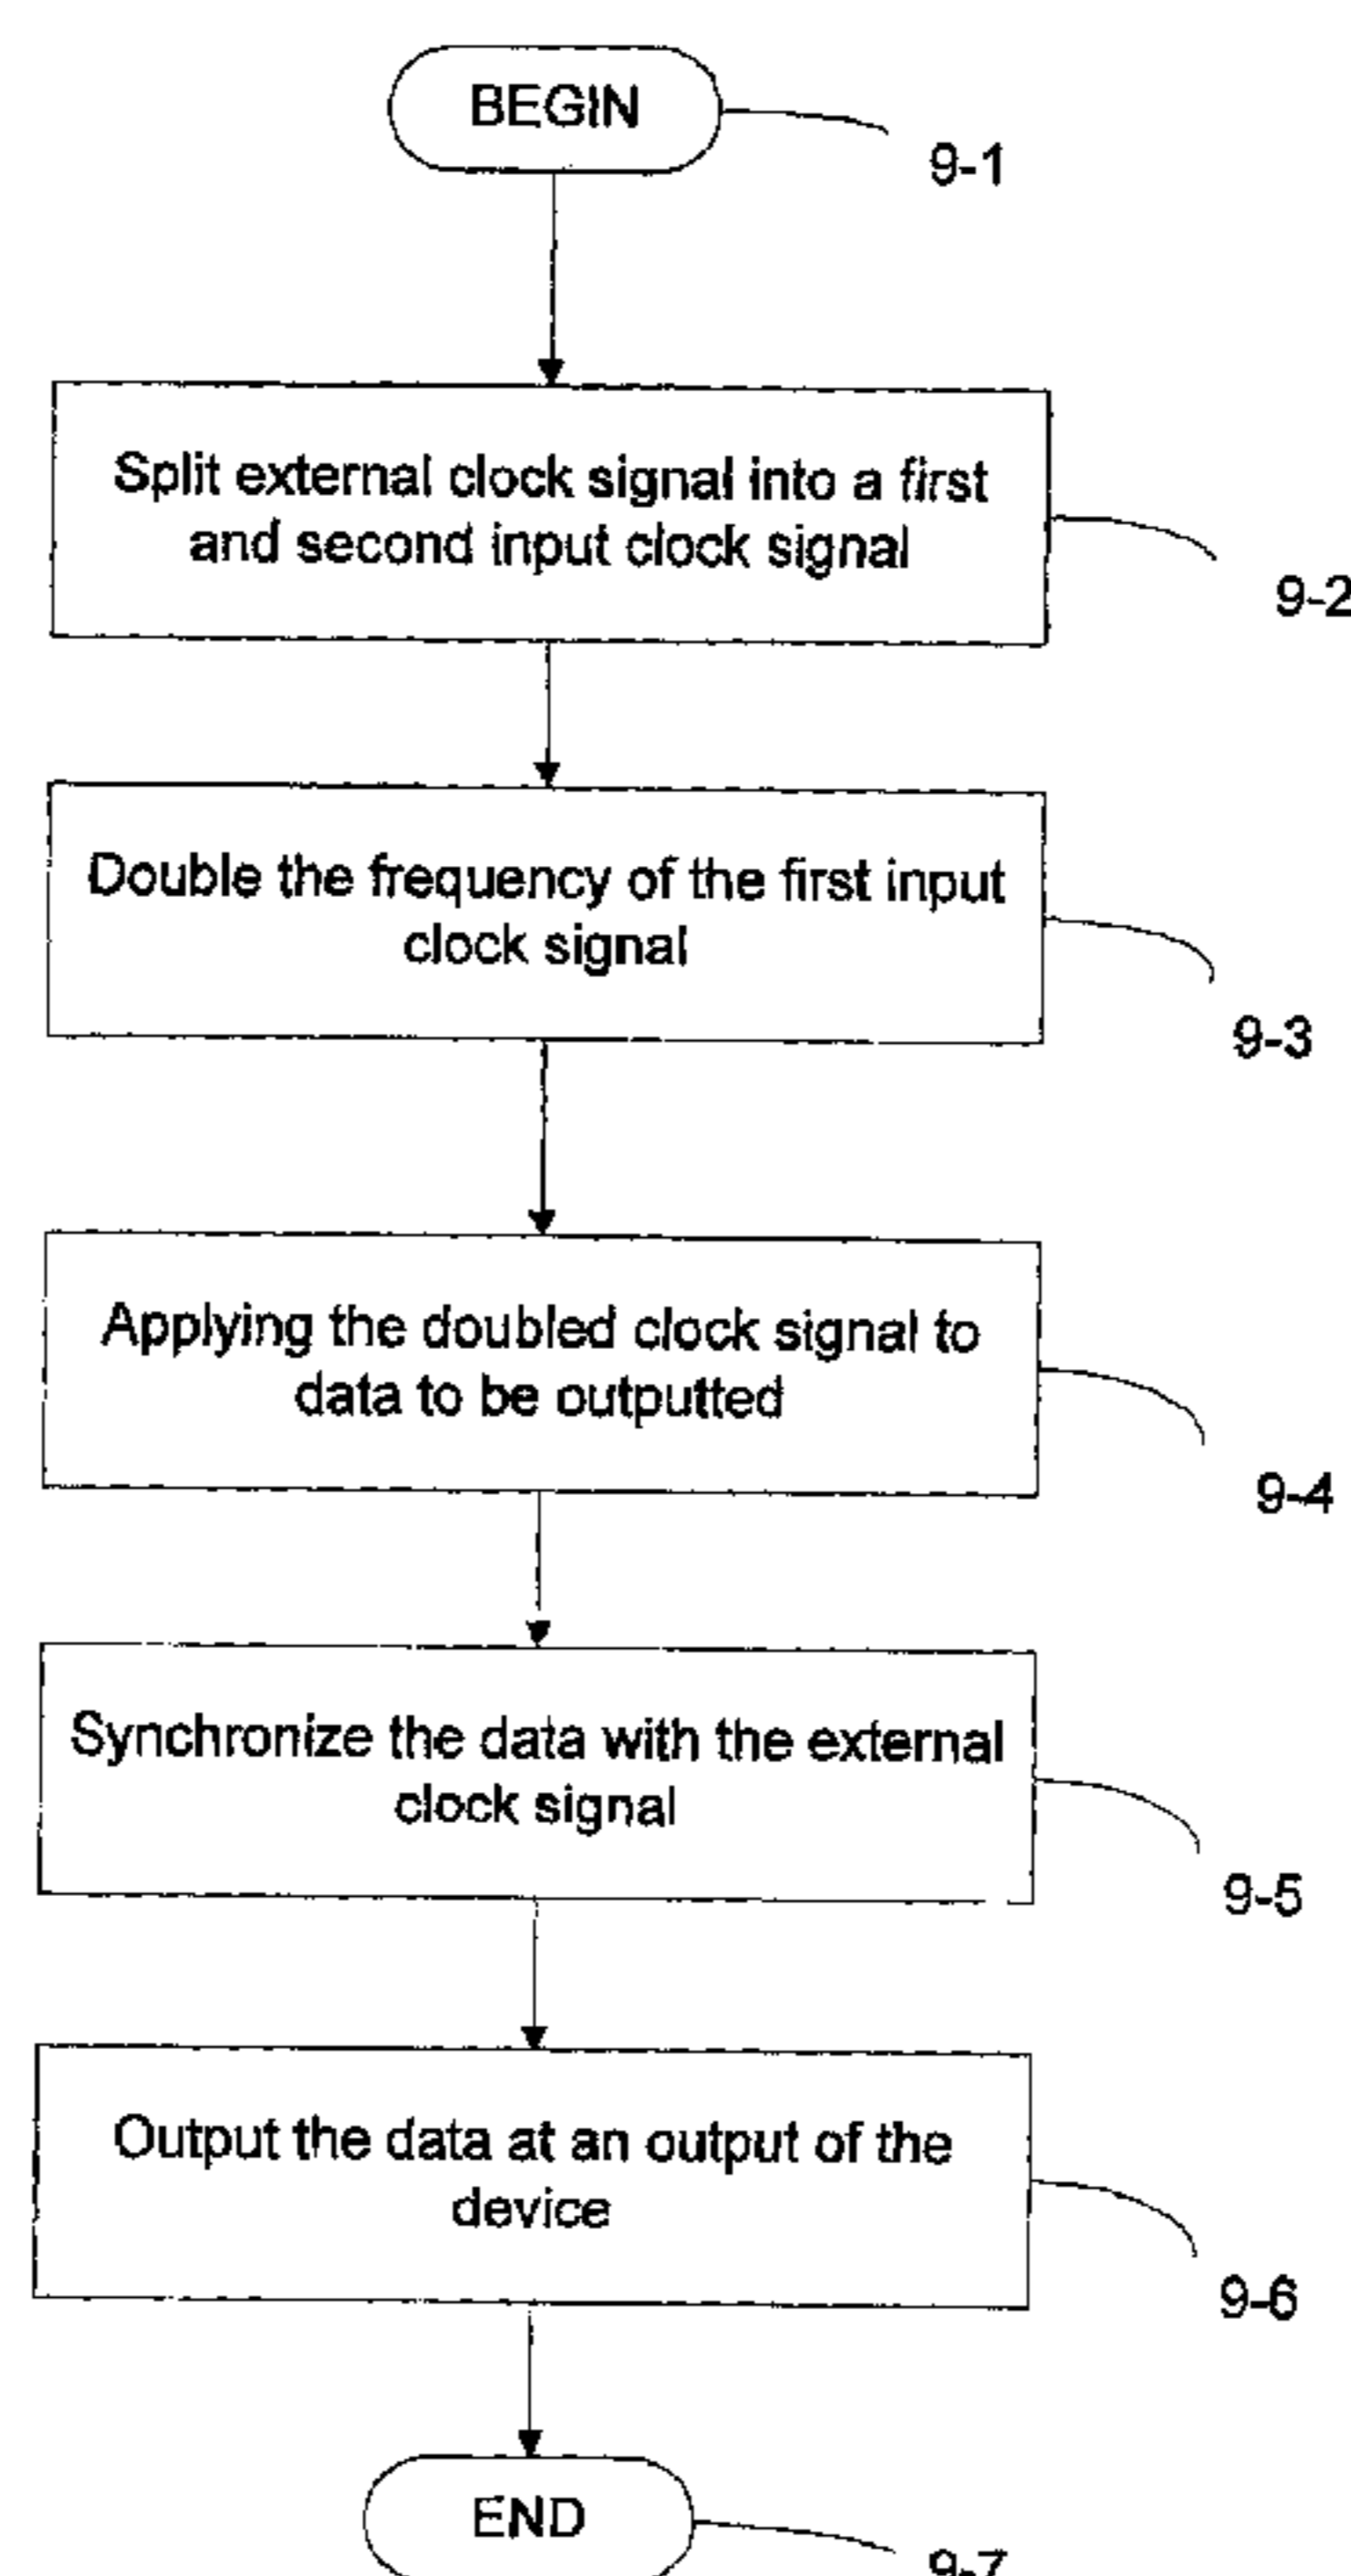 BEGIN
9-1
Split external clock signal into a first
and second input clock signal
9-2
Double the frequency of the first input
clock signal
9-3
Applying the doubled clock signal to
data to be outputted
9-4
Synchronize the data with the external
clock signal
9-5
Output the data at an output of the
device
9-6
END
9-7